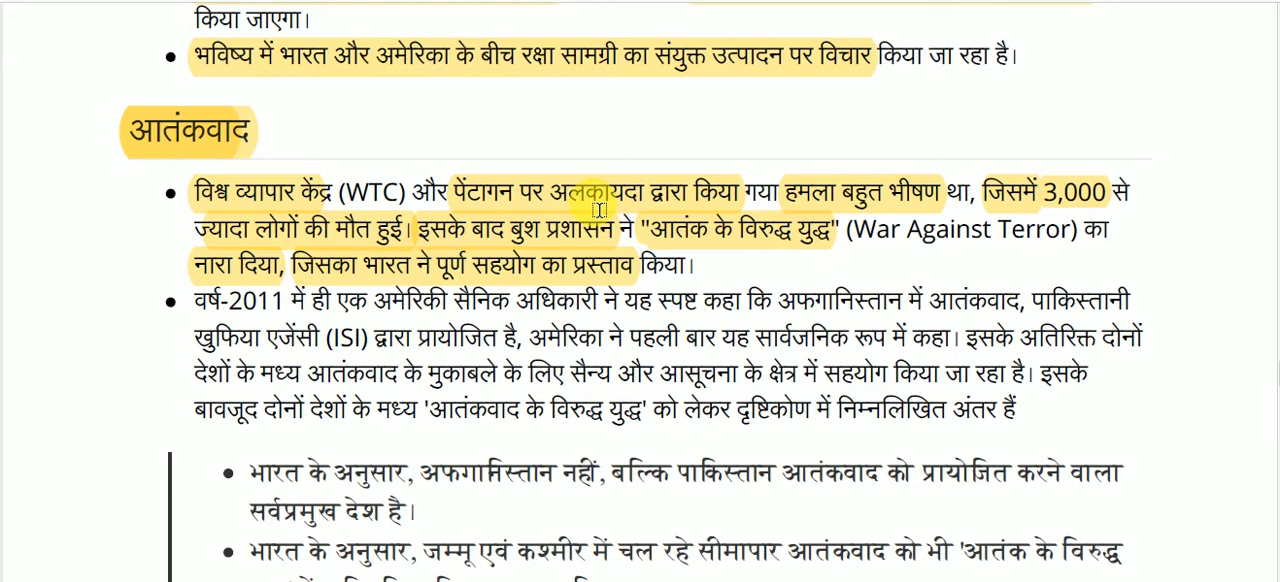 किया जाएगा।
भविष्य में भारत और अमेरिका के बीच रक्षा सामग्री का संयुक्त उत्पादन पर विचार किया जा रहा है।
आतंकवाद
विश्व व्यापार केंद्र (WTC) और पेंटागन पर अलकायदा द्वारा किया गया हमला बहुत भीषण था, जिसमें 3,000 से
ज्यादा लोगों की मौत हुई। इसके बाद बुश प्रशासन ने "आतंक के विरुद्ध युद्ध" (War Against Terror) का
नारा दिया, जिसका भारत ने पूर्ण सहयोग का प्रस्ताव किया।
वर्ष-2011 में ही एक अमेरिकी सैनिक अधिकारी ने यह स्पष्ट कहा कि अफगानिस्तान में आतंकवाद, पाकिस्तानी
खुफिया एजेंसी (ISI) द्वारा प्रायोजित है, अमेरिका ने पहली बार यह सार्वजनिक रूप में कहा। इसके अतिरिक्त दोनों
देशों के मध्य आतंकवाद के मुकाबले के लिए सैन्य और आसूचना के क्षेत्र में सहयोग किया जा रहा है। इसके
बावजूद दोनों देशों के मध्य 'आतंकवाद के विरुद्ध युद्ध' को लेकर दृष्टिकोण में निम्नलिखित अंतर हैं
भारत के अनुसार, अफगानिस्तान नहीं, बल्कि पाकिस्तान आतंकवाद को प्रायोजित करने वाला
सर्वप्रमुख देश है।
भारत के अनुसार, जम्मू एवं कश्मीर में चल रहे सीमापार आतंकवाद को भी 'आतंक के विरुद्ध